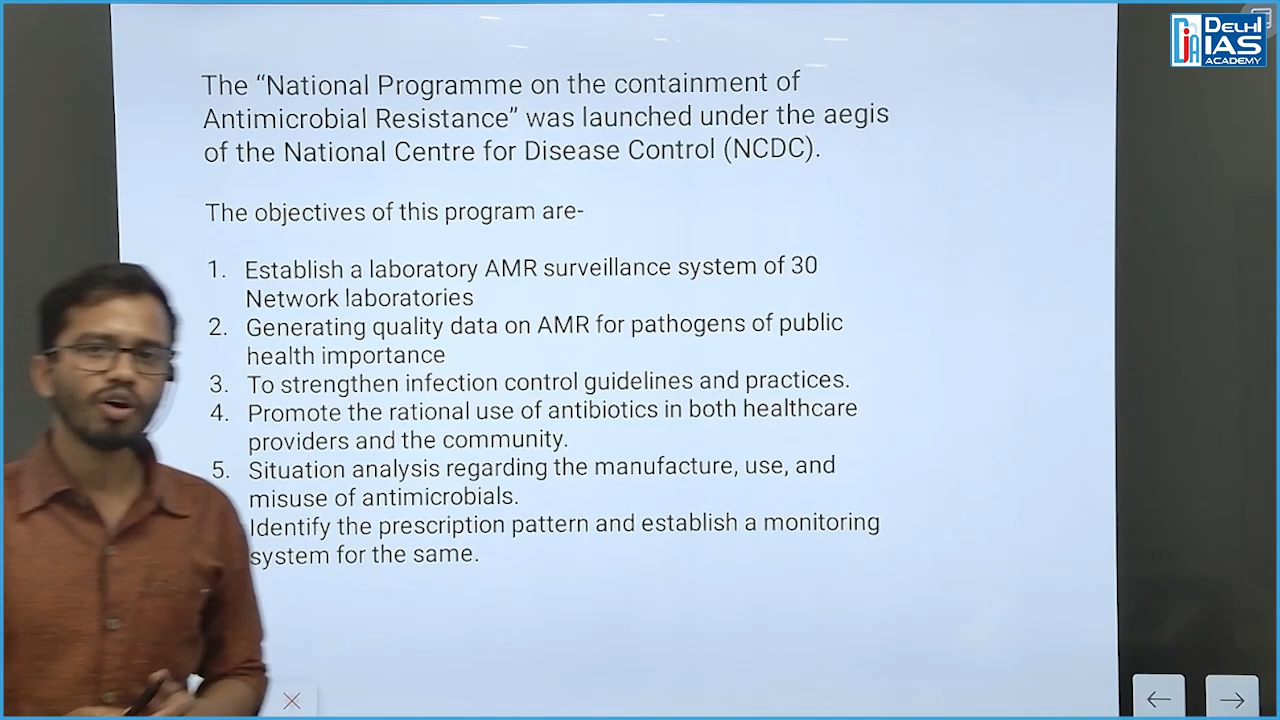 DELHI
IAS
ACADEMY
The “National Programme on the containment of
Antimicrobial Resistance” was launched under the aegis
of the National Centre for Disease Control (NCDC).
The objectives of this program are-
1. Establish a laboratory AMR surveillance system of 30
Network laboratories
2. Generating quality data on AMR for pathogens of public
health importance
3. To strengthen infection control guidelines and practices.
4. Promote the rational use of antibiotics in both healthcare
providers and the community.
5. Situation analysis regarding the manufacture, use, and
misuse of antimicrobials.
Identify the prescription pattern and establish a monitoring
system for the same.